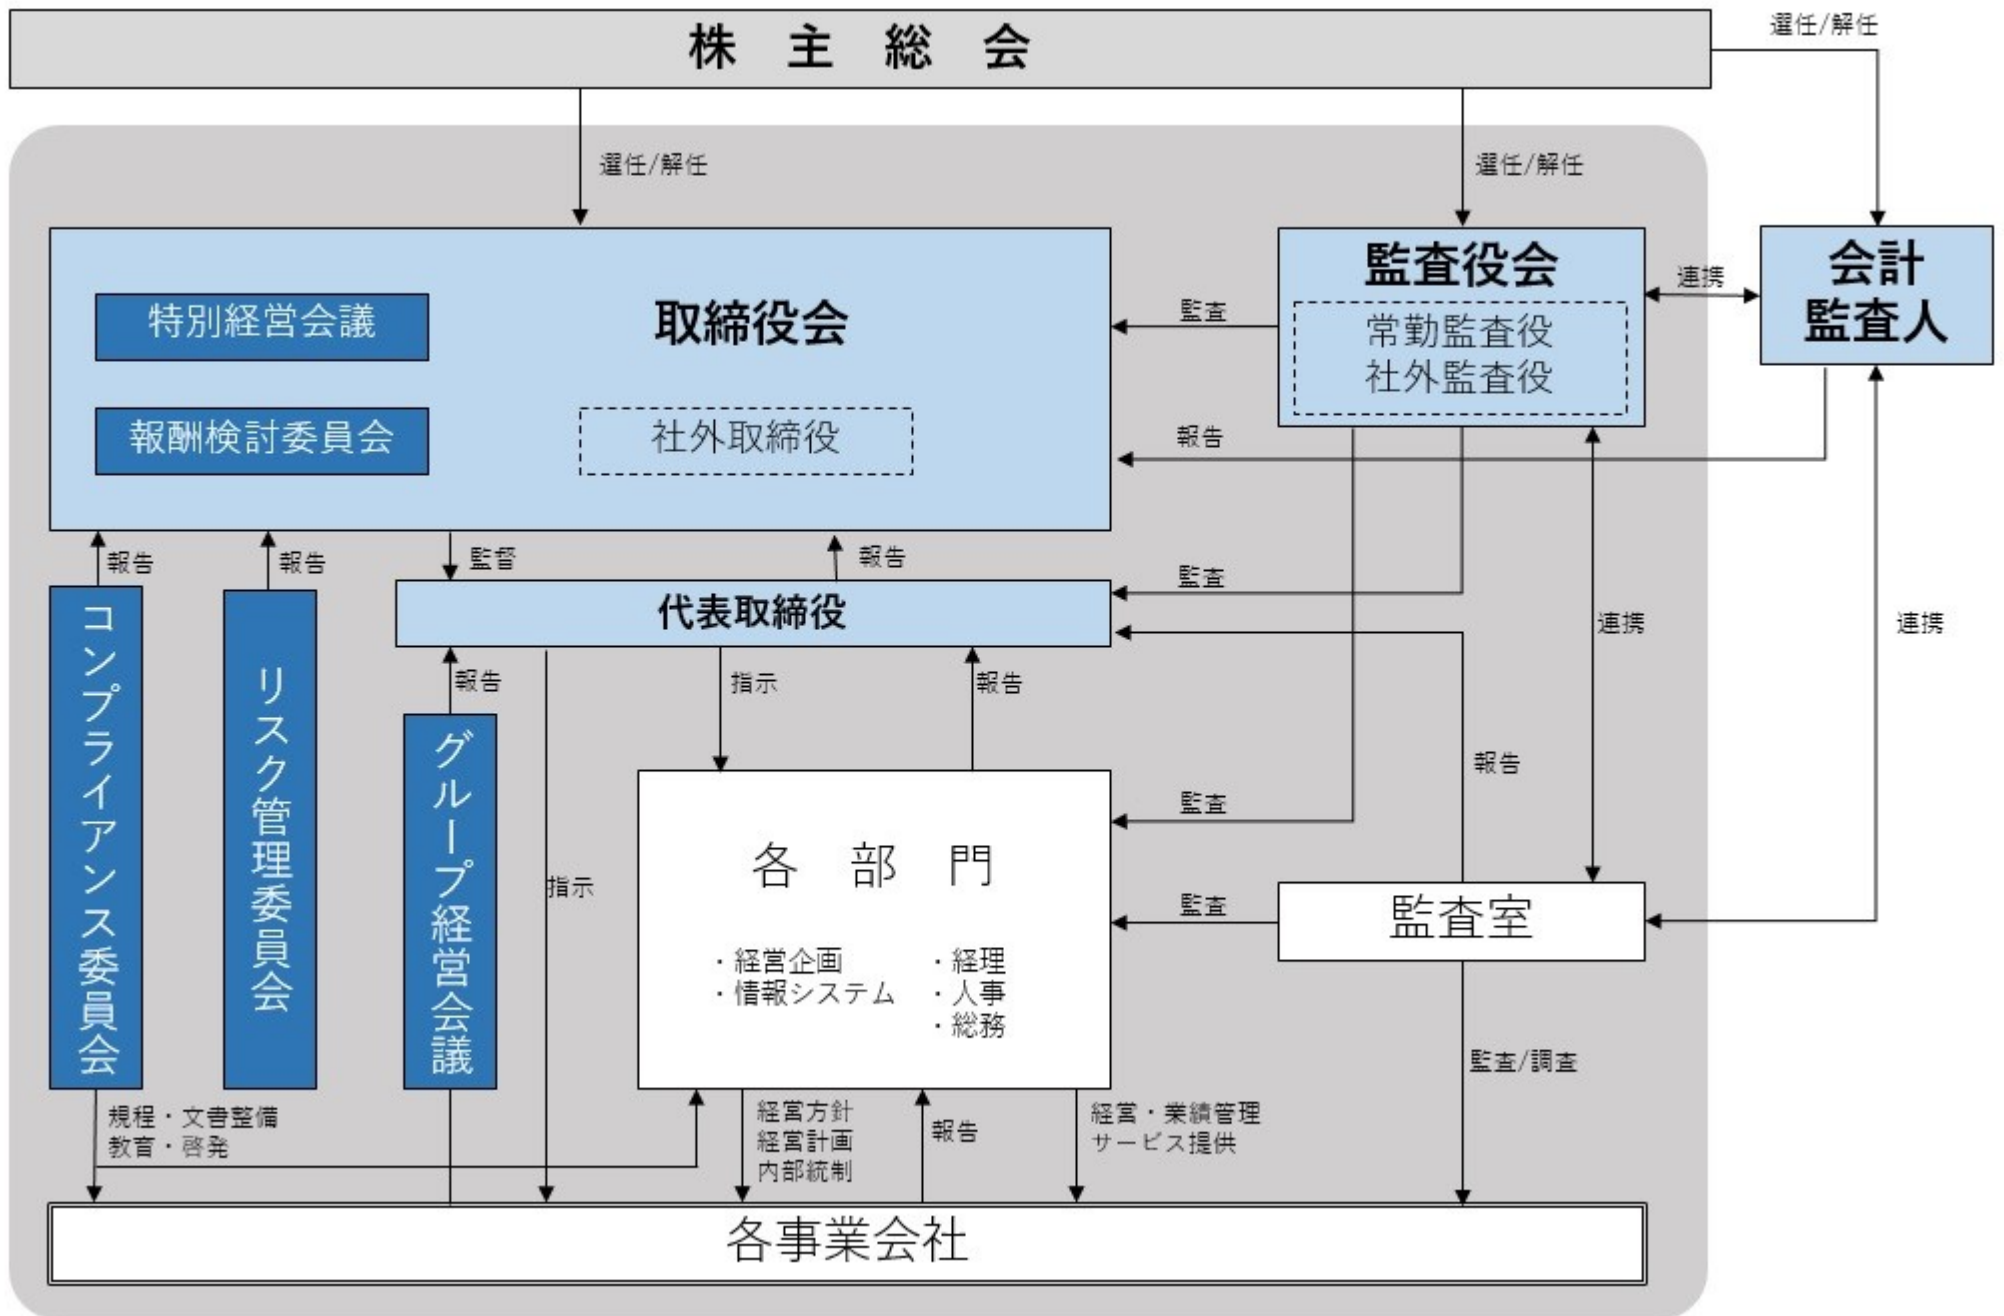 株 主 総 会
選任/解任
選任/解任
選任/解任
取締役会
特別経営会議
報酬検討委員会
社外取締役
監査
監査役会
常勤監査役
社外監査役
連携
会計
監査人
報告
報告
報告
監督
報告
監査
代表取締役
連携
連携
コンプライアンス委員会
リスク管理委員会
報告
グループ経営会議
指示
指示
報告
報告
監査
各 部 門
・経営企画
・情報システム
・経理
・人事
・総務
監査
監査室
監査/調査
規程・文書整備
教育・啓発
経営方針
経営計画
内部統制
報告
経営・業績管理
サービス提供
各事業会社